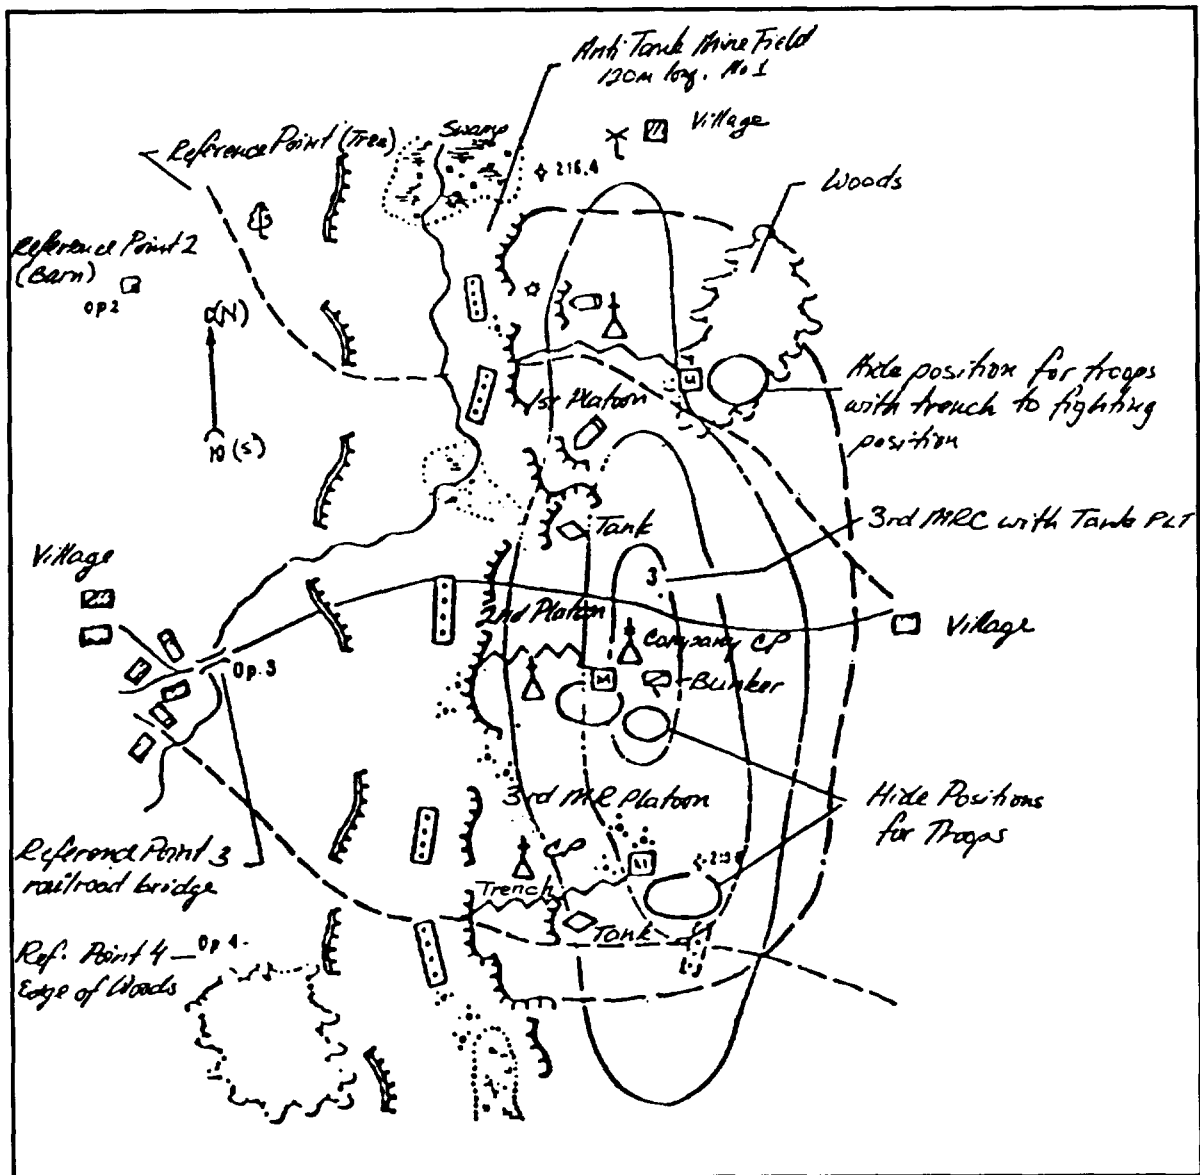 Anti Tank Mine Field
120m long. No 1
Village
Swamp
Reference Point (Tree)
216.4
Woods
Reference Point 2
(Barn)
Op 2
(N)
Hide position for troops
with trench to fighting
position
1st Platoon
(S)
Tank
3rd MRC with Tank PLT
3.
Village
2nd Platon
Village
Company CP
Op. 3
M
Bunker
3rd MR Platoon
Hide Positions
for Troops
CP
M
Reference Point 3
railroad bridge
Trench
Tank
Ref. Point 4
Op 4.
Edge of Woods